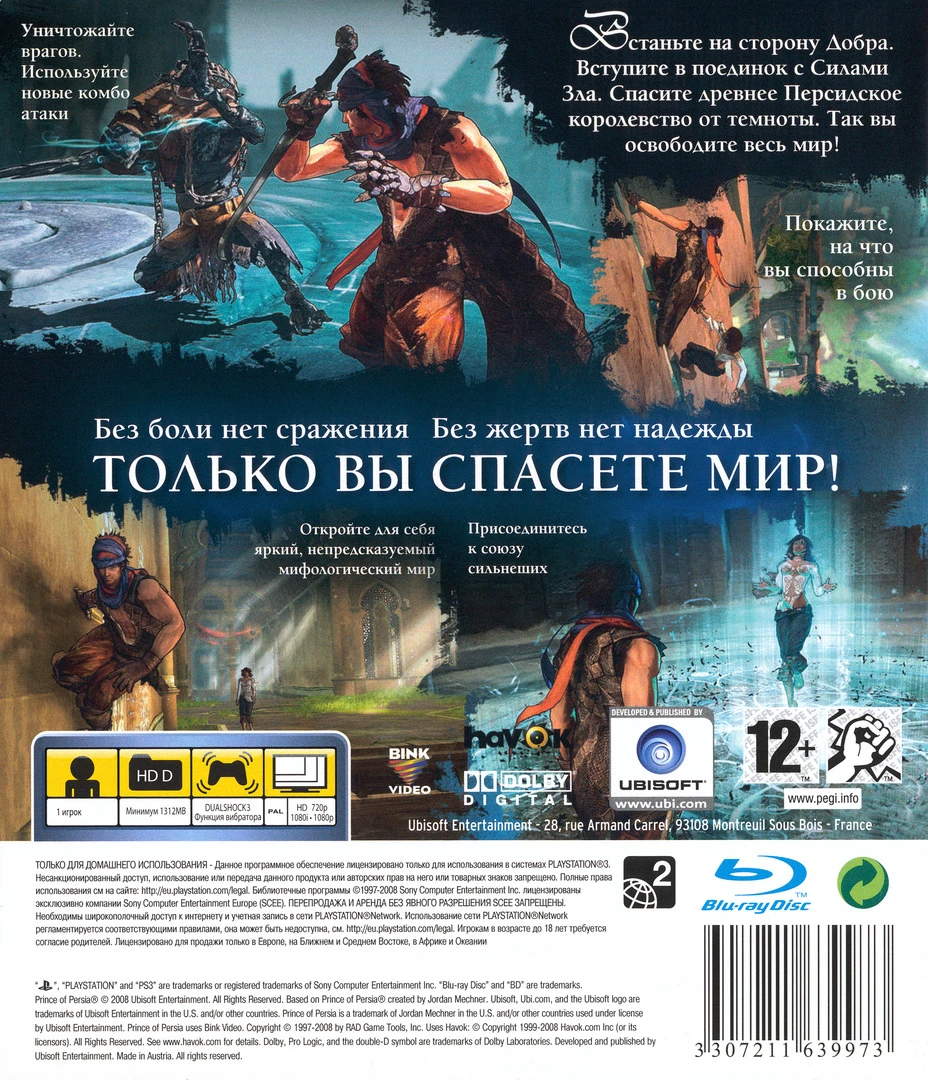 Уничтожайте
врагов.
Используйте
новые комбо
атаки
Встаньте на сторону Добра.
Вступите в поединок с Силами
Зла. Спасите древнее Персидское
королевство от темноты. Так вы
освободите весь мир!
Покажите,
на что
вы способны
в бою
Без боли нет сражения Без жертв нет надежды
ТОЛЬКО ВЫ СПАСЕТЕ МИР!
Откройте для себя
яркий, непредсказуемый
мифологический мир
Присоединитесь
к союзу
сильнеших
HD D
1 игрок
Минимум 1312MB
DUALSHOCK3
Функция вибратора
PAL
HD 720p
1080i • 1080p
BINK
VIDEO
havok
DOLBY
DIGITAL
DEVELOPED & PUBLISHED BY
UBISOFT
www.ubi.com
12+
www.pegi.info
Ubisoft Entertainment - 28, rue Armand Carrel, 93108 Montreuil Sous Bois - France
ТОЛЬКО ДЛЯ ДОМАШНЕГО ИСПОЛЬЗОВАНИЯ - Данное программное обеспечение лицензировано только для использования в системах PLAYSTATION®3.
Несанкционированный доступ, использование или передача данного продукта или авторских прав на него или товарных знаков запрещено. Полные права
использования см на сайте: http://eu.playstation.com/legal. Библиотечные программы ©1997-2008 Sony Computer Entertainment Inc. лицензированы
эксклюзивно компании Sony Computer Entertainment Europe (SCEE). ПЕРЕПРОДАЖА И АРЕНДА БЕЗ ЯВНОГО РАЗРЕШЕНИЯ SCEE ЗАПРЕЩЕНЫ.
Необходимы широкополочный доступ к интернету и учетная запись в сети PLAYSTATION®Network. Использование сети PLAYSTATION®Network
регламентируется соответствующими правилами, она может быть недоступна, см. http://eu.playstation.com/legal. Игрокам в возрасте до 18 лет требуется
согласие родителей. Лицензировано для продажи только в Европе, на Ближнем и Среднем Востоке, в Африке и Океании
2
Blu-ray Disc
TM
"PS", "PLAYSTATION" and "PS3" are trademarks or registered trademarks of Sony Computer Entertainment Inc. "Blu-ray Disc" and "BD" are trademarks.
Prince of Persia® © 2008 Ubisoft Entertainment. All Rights Reserved. Based on Prince of Persia® created by Jordan Mechner. Ubisoft, Ubi.com, and the Ubisoft logo are
trademarks of Ubisoft Entertainment in the U.S. and/or other countries. Prince of Persia is a trademark of Jordan Mechner in the U.S. and/or other countries used under license
by Ubisoft Entertainment. Prince of Persia uses Bink Video. Copyright © 1997-2008 by RAD Game Tools, Inc. Uses Havok: © Copyright 1999-2008 Havok.com Inc (or its
licensors). All Rights Reserved. See www.havok.com for details. Dolby, Pro Logic, and the double-D symbol are trademarks of Dolby Laboratories. Developed and published by
Ubisoft Entertainment. Made in Austria. All rights reserved.
3 307211 639973